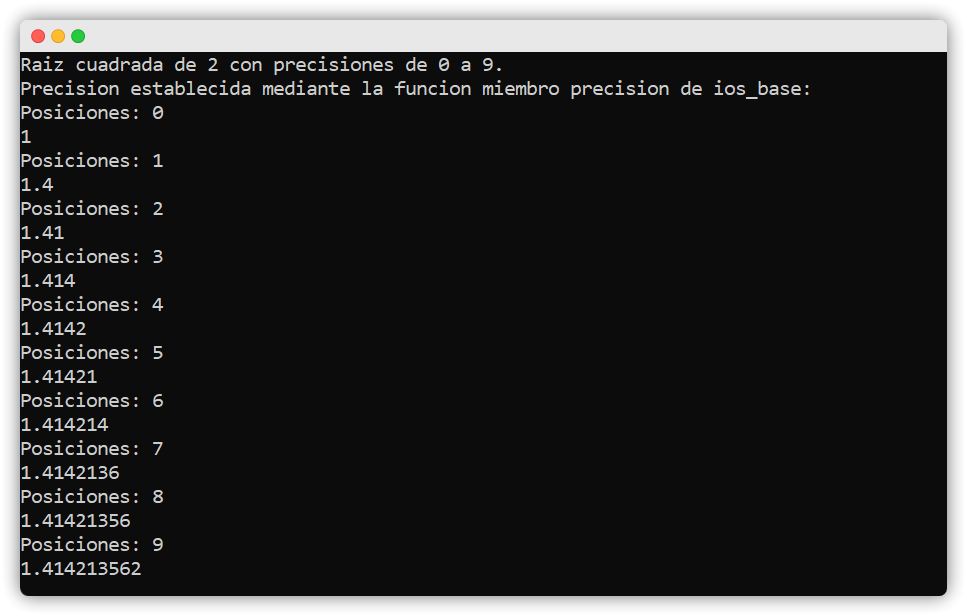 Raiz cuadrada de 2 con precisiones de 0 a 9.
Precision establecida mediante la funcion miembro precision de ios_base:
Posiciones: 0
1
Posiciones: 1
1.4
Posiciones: 2
1.41
Posiciones: 3
1.414
Posiciones: 4
1.4142
Posiciones: 5
1.41421
Posiciones: 6
1.414214
Posiciones: 7
1.4142136
Posiciones: 8
1.41421356
Posiciones: 9
1.414213562